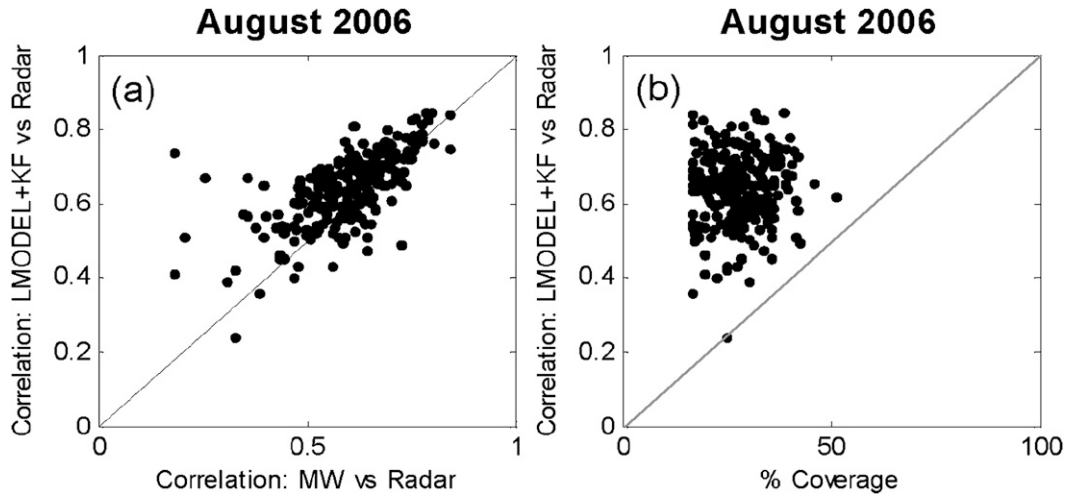 August 2006
Correlation: LMODEL+KF vs Radar
1
0.8
0.6
0.4
0.2
0
(a)
0
0.5
1
Correlation: MW vs Radar
August 2006
Correlation: LMODEL+KF vs Radar
1
0.8
0.6
0.4
0.2
0
(b)
0
50
100
% Coverage